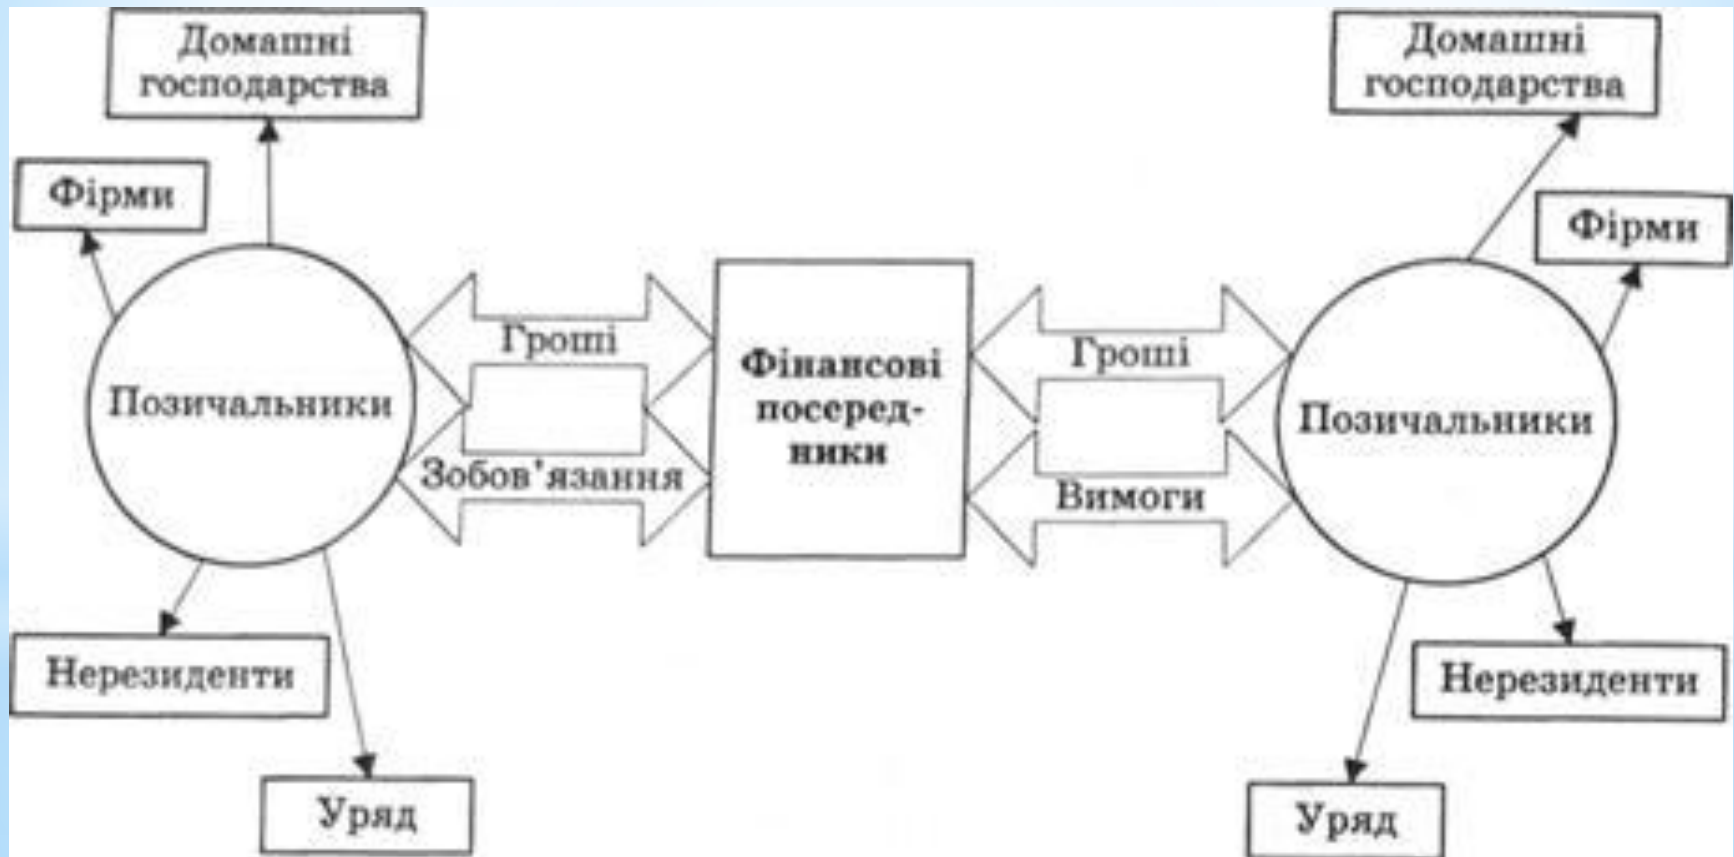 Домашні
господарства
Фірми
Позичальники
Нерезиденти
Уряд
Гроші
Зобов'язання
Фінансові
посеред-
ники
Гроші
Вимоги
Домашні
господарства
Фірми
Позичальники
Нерезиденти
Уряд